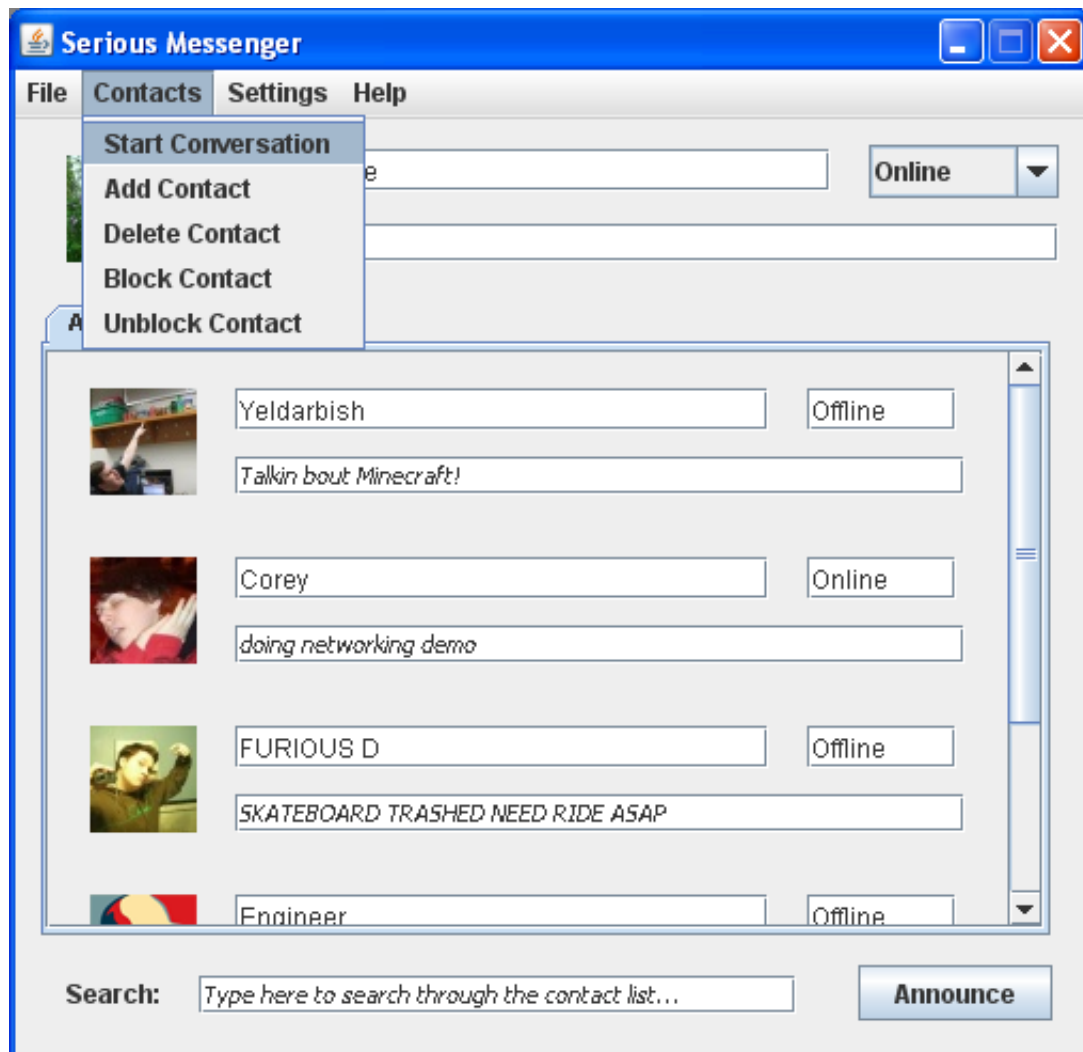 Serious Messenger
File Contacts Settings Help
Start Conversation
Add Contact
Delete Contact
Block Contact
Unblock Contact
Online
Yeldarbish Offline
Talkin bout Minecraft!
Corey Online
doing networking demo
FURIOUS D Offline
SKATEBOARD TRASHED NEED RIDE ASAP
Engineer Offline
Search: Type here to search through the contact list... Announce